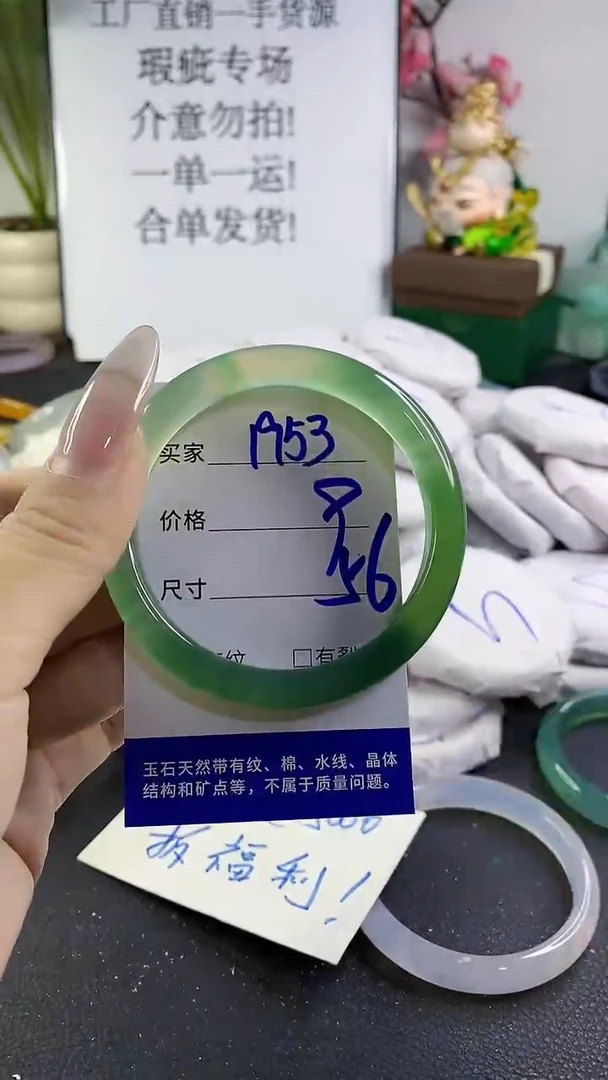 工厂直销一手货源
瑕疵专场
介意勿拍!
一单一运!
合单发货!
买家 1953
价格
尺寸 56
纹 □有裂
玉石天然带有纹、棉、水线、晶体
结构和矿点等，不属于质量问题。
福利!